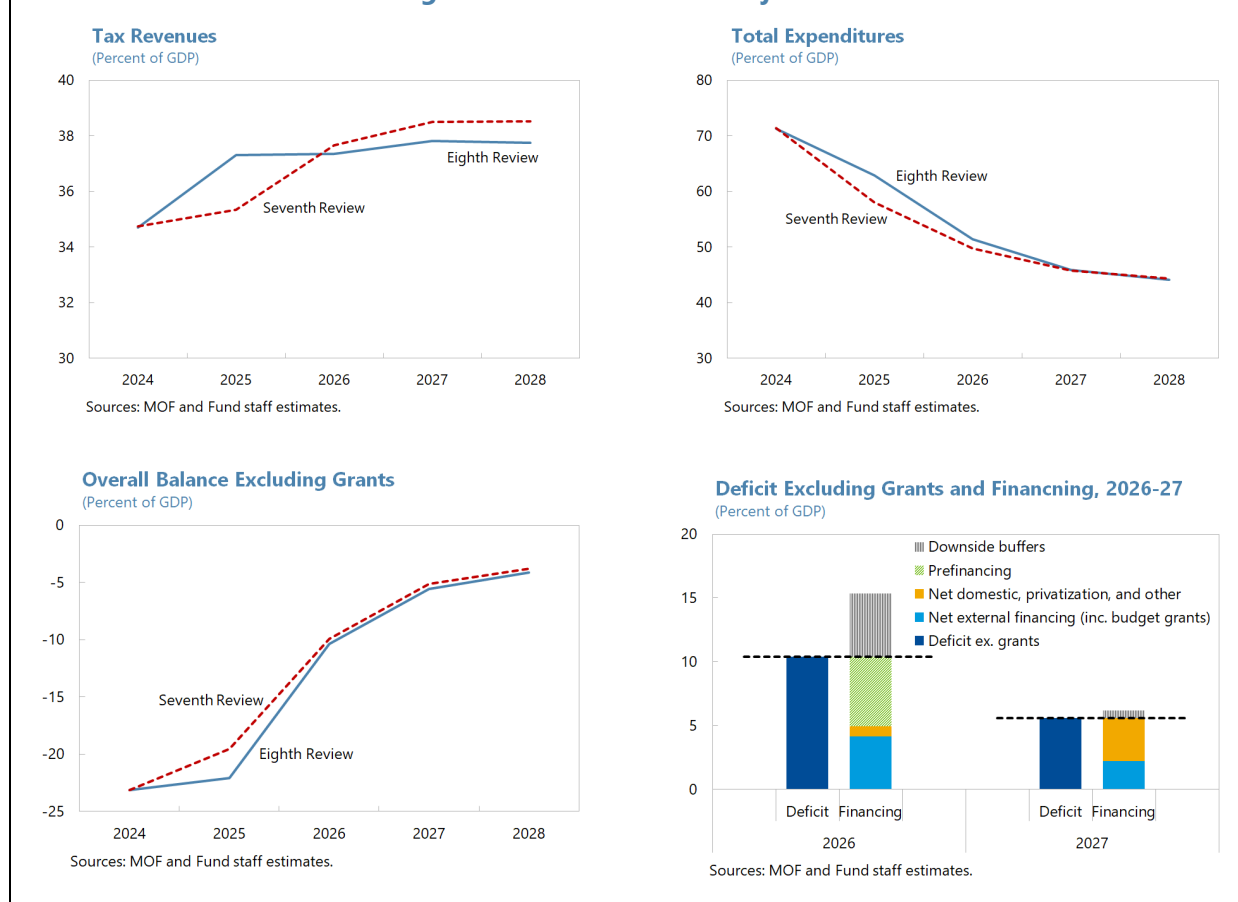 Tax Revenues
(Percent of GDP)
40
38
36
34
32
30
Eighth Review
Seventh Review
2024 2025 2026 2027 2028
Sources: MOF and Fund staff estimates.
Total Expenditures
(Percent of GDP)
80
70
60
50
40
30
Eighth Review
Seventh Review
2024 2025 2026 2027 2028
Sources: MOF and Fund staff estimates.
Overall Balance Excluding Grants
(Percent of GDP)
0
-5
-10
-15
-20
-25
Seventh Review
Eighth Review
2024 2025 2026 2027 2028
Sources: MOF and Fund staff estimates.
Deficit Excluding Grants and Financning, 2026-27
(Percent of GDP)
20
15
10
5
0
Downside buffers
Prefinancing
Net domestic, privatization, and other
Net external financing (inc. budget grants)
Deficit ex. grants
Deficit Financing Deficit Financing
2026 2027
Sources: MOF and Fund staff estimates.